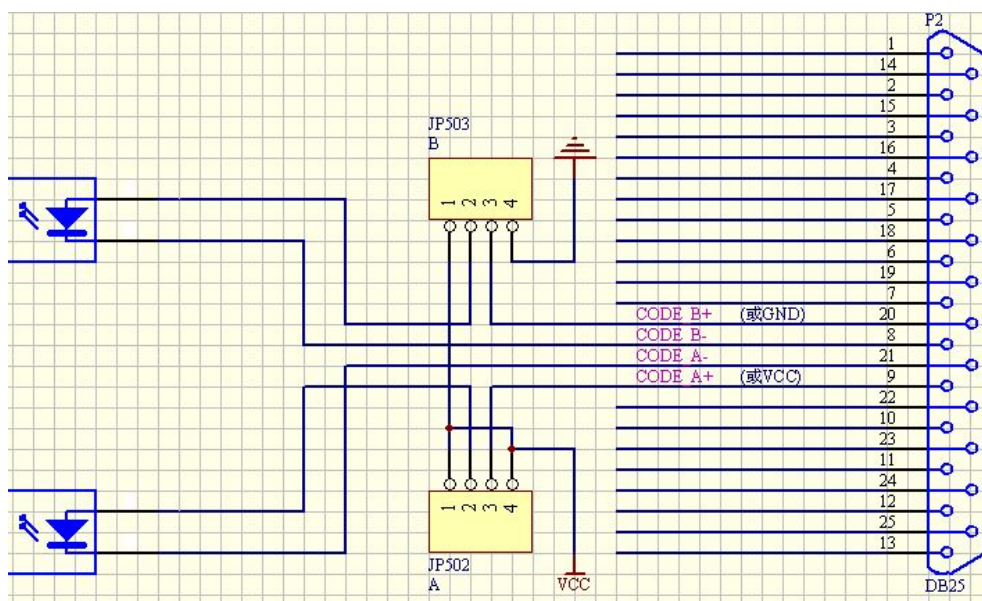 P2
1
14
2
15
3
16
4
17
5
18
6
19
7
20
8
21
9
22
10
23
11
24
12
25
13
DB25
JP503
B
1 2 3 4
CODE B+ (或GND)
CODE B-
CODE A-
CODE A+ (或VCC)
1 2 3 4
JP502
A
VCC